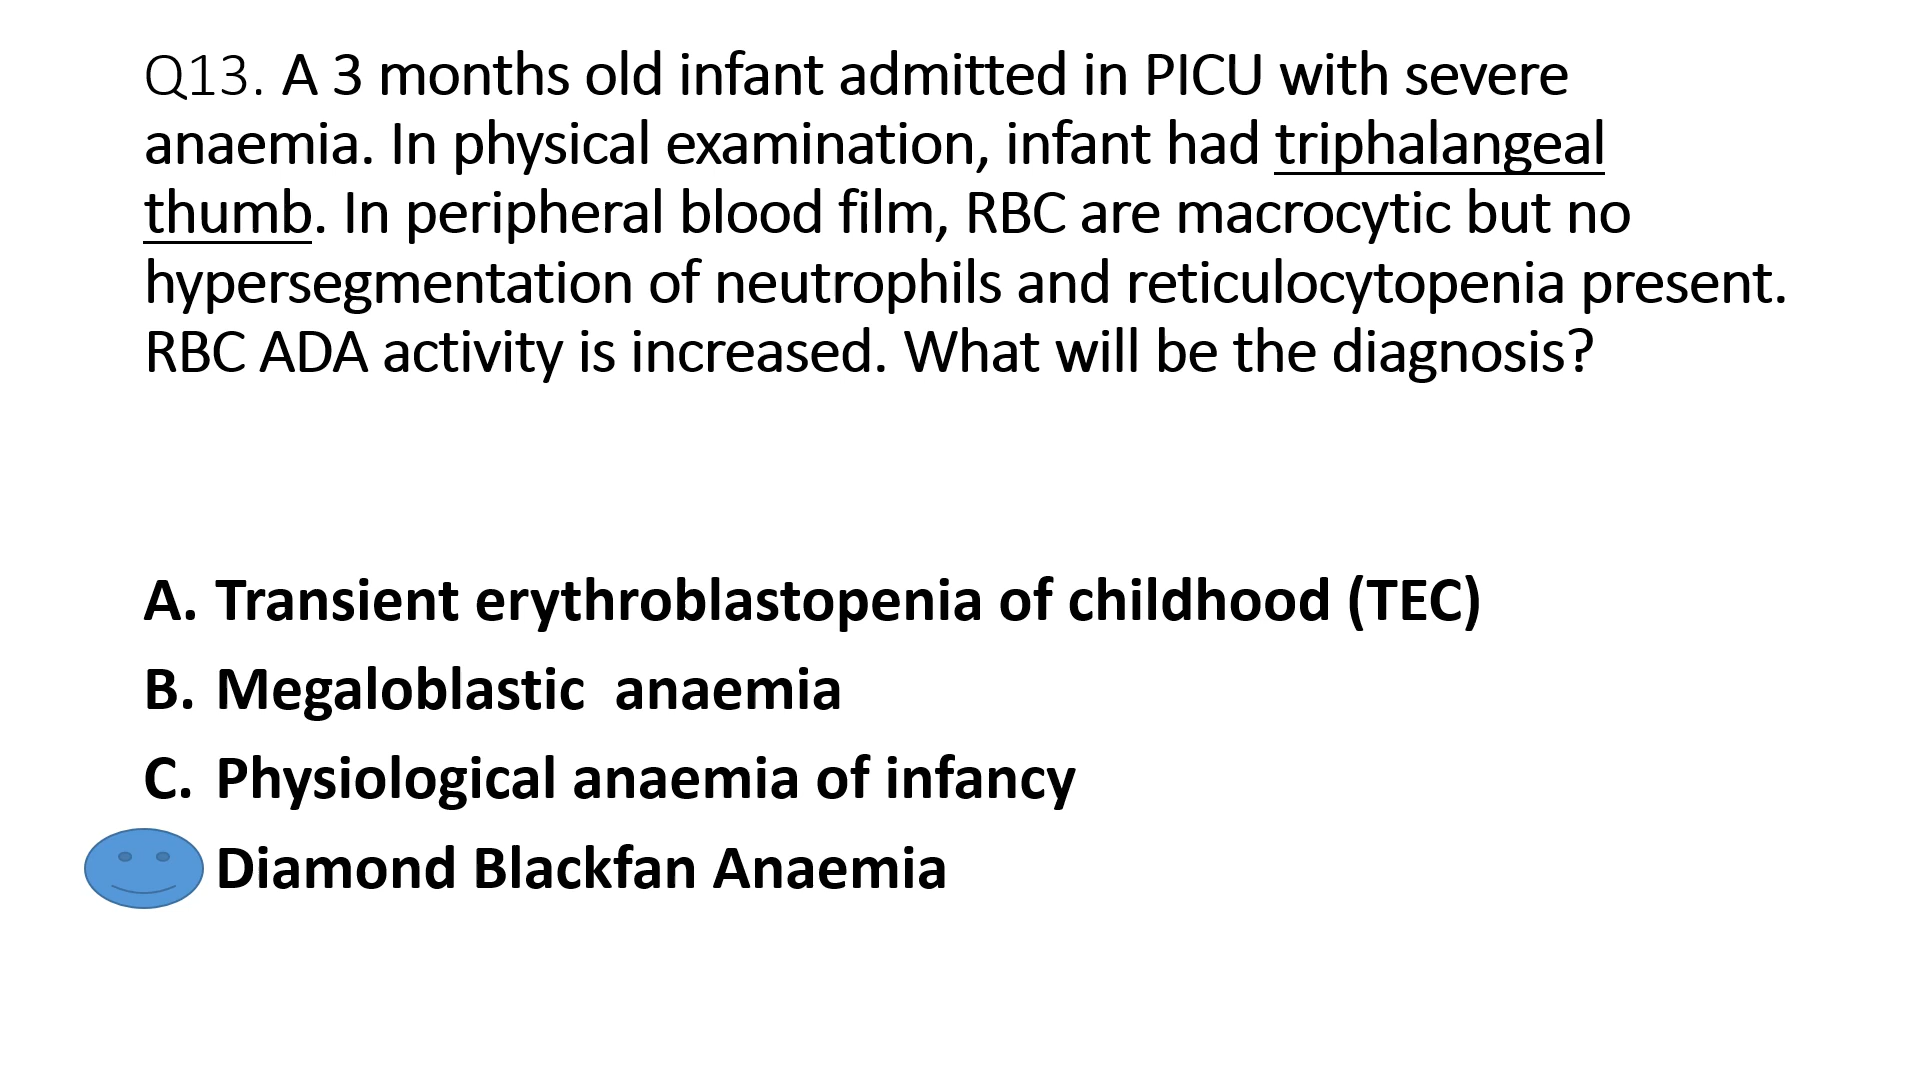 Q13. A 3 months old infant admitted in PICU with severe
anaemia. In physical examination, infant had triphalangeal
thumb. In peripheral blood film, RBC are macrocytic but no
hypersegmentation of neutrophils and reticulocytopenia present.
RBC ADA activity is increased. What will be the diagnosis?
A. Transient erythroblastopenia of childhood (TEC)
B. Megaloblastic  anaemia
C. Physiological anaemia of infancy
Diamond Blackfan Anaemia